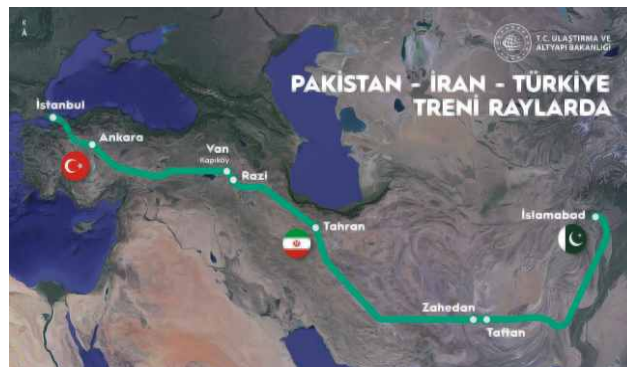 T.C. ULAŞTIRMA VE
ALTYAPI BAKANLIĞI
PAKİSTAN - İRAN - TÜRKİYE
TRENİ RAYLARDA
İstanbul
Ankara
Van
Kapıköy
Razi
Tahran
İslamabad
Zahedan
Taftan